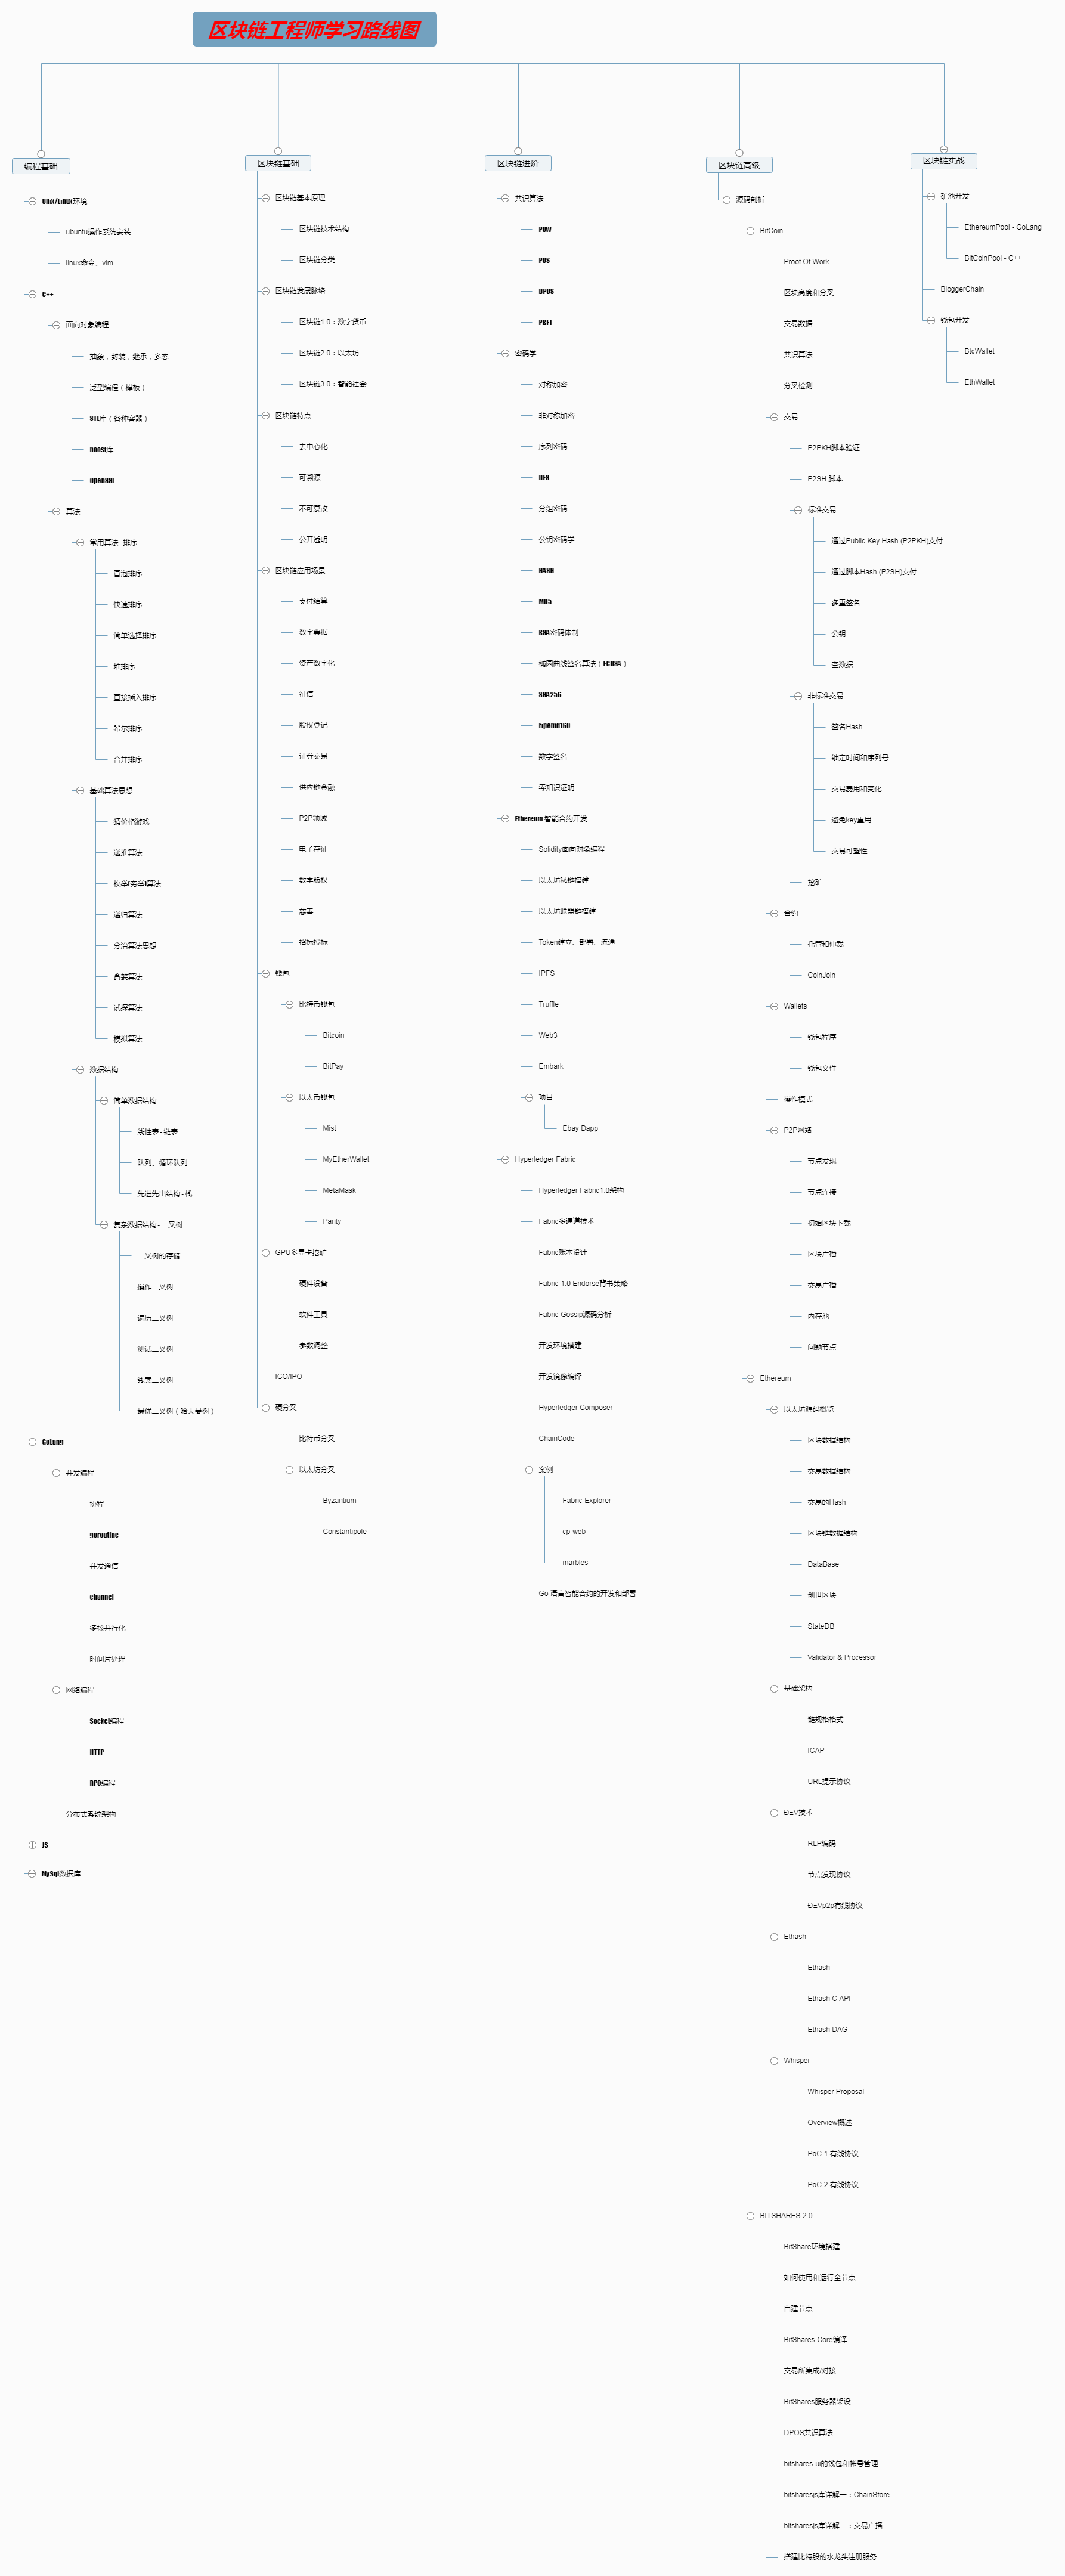 区块链工程师学习路线图
编程基础
Unix/Linux环境
ubuntu操作系统安装
linux命令、vim
C++
面向对象编程
抽象，封装，继承，多态
泛型编程（模板）
STL库（各种容器）
boost库
OpenSSL
算法
常用算法 - 排序
冒泡排序
快速排序
简单选择排序
堆排序
直接插入排序
希尔排序
合并排序
基础算法思想
猜价格游戏
递推算法
枚举(穷举)算法
递归算法
分治算法思想
贪婪算法
试探算法
模拟算法
数据结构
简单数据结构
线性表 - 链表
队列、循环队列
先进先出结构 - 栈
复杂数据结构 - 二叉树
二叉树的存储
操作二叉树
遍历二叉树
测试二叉树
线索二叉树
最优二叉树（哈夫曼树）
GoLang
并发编程
协程
goroutine
并发通信
channel
多核并行化
时间片处理
网络编程
Socket编程
HTTP
RPC编程
分布式系统架构
JS
MySql数据库
区块链基础
区块链基本原理
区块链技术结构
区块链分类
区块链发展脉络
区块链1.0：数字货币
区块链2.0：以太坊
区块链3.0：智能社会
区块链特点
去中心化
可溯源
不可篡改
公开透明
区块链应用场景
支付结算
数字票据
资产数字化
征信
股权登记
证券交易
供应链金融
P2P领域
电子存证
数字版权
慈善
招标投标
钱包
比特币钱包
Bitcoin
BitPay
以太币钱包
Mist
MyEtherWallet
MetaMask
Parity
GPU多显卡挖矿
硬件设备
软件工具
参数调整
ICO/IPO
硬分叉
比特币分叉
以太坊分叉
Byzantium
Constantipole
区块链进阶
共识算法
POW
POS
DPOS
PBFT
密码学
对称加密
非对称加密
序列密码
DES
分组密码
公钥密码学
HASH
MD5
RSA密码体制
椭圆曲线签名算法（ECDSA）
SHA256
ripemd160
数字签名
零知识证明
Ethereum 智能合约开发
Solidity面向对象编程
以太坊私链搭建
以太坊联盟链搭建
Token建立、部署、流通
IPFS
Truffle
Web3
Embark
项目
Ebay Dapp
Hyperledger Fabric
Hyperledger Fabric1.0架构
Fabric多通道技术
Fabric账本设计
Fabric 1.0 Endorse背书策略
Fabric Gossip源码分析
开发环境搭建
开发镜像编译
Hyperledger Composer
ChainCode
案例
Fabric Explorer
cp-web
marbles
Go 语言智能合约的开发和部署
区块链高级
源码剖析
BitCoin
Proof Of Work
区块高度和分叉
交易数据
共识算法
分叉检测
交易
P2PKH脚本验证
P2SH 脚本
标准交易
通过Public Key Hash (P2PKH)支付
通过脚本Hash (P2SH)支付
多重签名
公钥
空数据
非标准交易
签名Hash
锁定时间和序列号
交易费用和变化
避免key重用
交易可塑性
挖矿
合约
托管和仲裁
CoinJoin
Wallets
钱包程序
钱包文件
操作模式
P2P网络
节点发现
节点连接
初始区块下载
区块广播
交易广播
内存池
问题节点
Ethereum
以太坊源码概览
区块数据结构
交易数据结构
交易的Hash
区块链数据结构
DataBase
创世区块
StateDB
Validator & Processor
基础架构
链规格格式
ICAP
URL提示协议
ÐΞV技术
RLP编码
节点发现协议
ÐΞVp2p有线协议
Ethash
Ethash
Ethash C API
Ethash DAG
Whisper
Whisper Proposal
Overview概述
PoC-1 有线协议
PoC-2 有线协议
BITSHARES 2.0
BitShare环境搭建
如何使用和运行全节点
自建节点
BitShares-Core编译
交易所集成/对接
BitShares服务器架设
DPOS共识算法
bitshares-ui的钱包和帐号管理
bitsharesjs库详解一：ChainStore
bitsharesjs库详解二：交易广播
搭建比特股的水龙头注册服务
区块链实战
矿池开发
EthereumPool - GoLang
BitCoinPool - C++
BloggerChain
钱包开发
BtcWallet
EthWallet